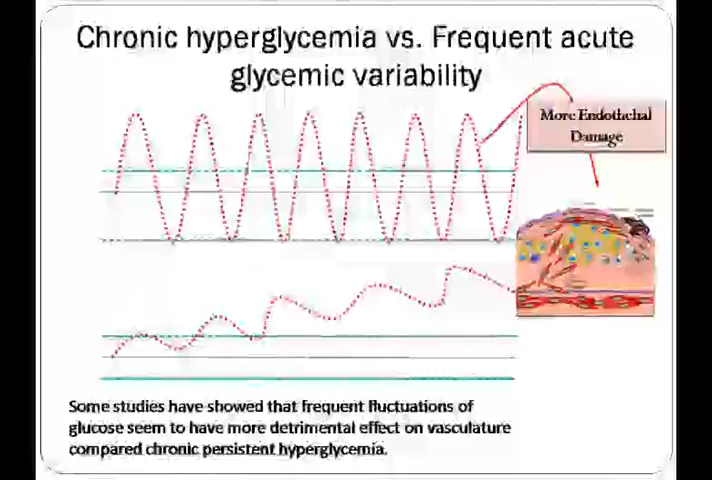 Chronic hyperglycemia vs. Frequent acute
glycemic variability
More Endothelial
Damage
Some studies have showed that frequent fluctuations of
glucose seem to have more detrimental effect on vasculature
compared chronic persistent hyperglycemia.